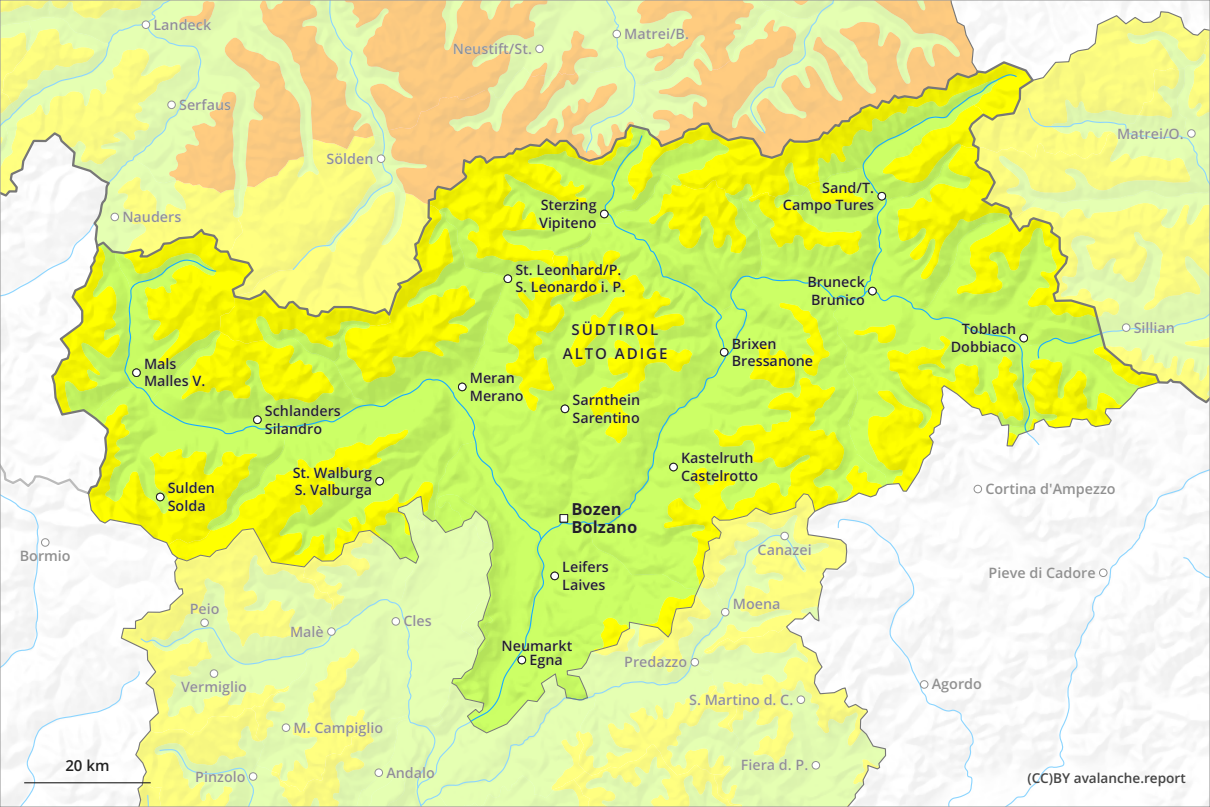 Landeck
Matrei/B.
Neustift/St.
Serfaus
Matrei/O.
Sölden
Sand/T.
Campo Tures
Sterzing
Vipiteno
Nauders
St. Leonhard/P.
S. Leonardo i. P.
Bruneck
Brunico
SÜDTIROL
ALTO ADIGE
Toblach
Dobbiaco
Sillian
Brixen
Bressanone
Mals
Malles V.
Meran
Merano
Sarnthein
Sarentino
Schlanders
Silandro
Kastelruth
Castelrotto
St. Walburg
S. Valburga
Sulden
Solda
Cortina d'Ampezzo
Bozen
Bolzano
Bormio
Canazei
Leifers
Laives
Pieve di Cadore
Peio
Moena
Malè
Cles
Neumarkt
Egna
Predazzo
Vermiglio
Agordo
S. Martino d. C.
M. Campiglio
20 km
Pinzolo
Andalo
Fiera d. P.
(CC)BY avalanche.report